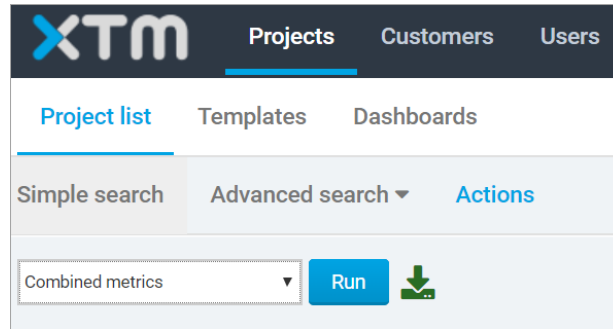 XTM Projects Customers Users
Project list Templates Dashboards
Simple search Advanced search Actions
Combined metrics Run